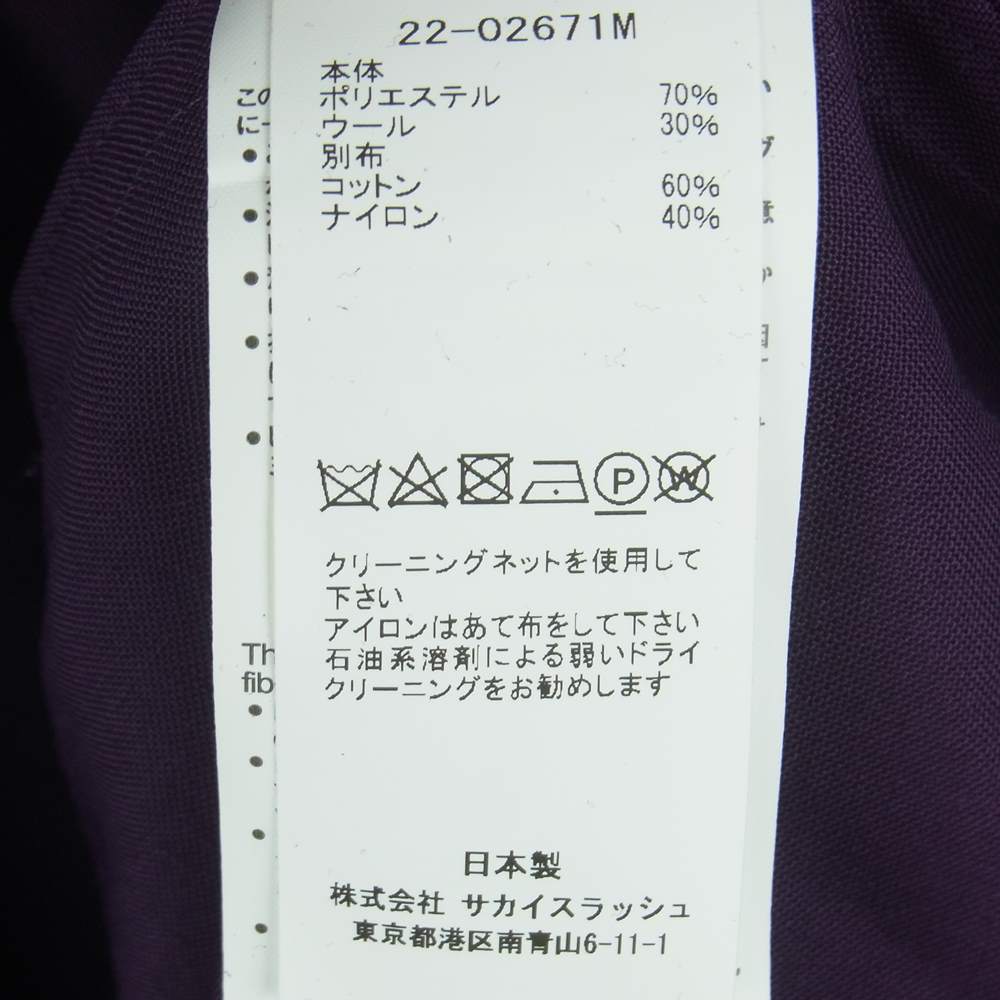 22-02671M
本体
ポリエステル 70%
ウール 30%
別布
コットン 60%
ナイロン 40%
P
W
クリーニングネットを使用して
下さい
アイロンはあて布をして下さい
石油系溶剤による弱いドライ
クリーニングをお勧めします
日本製
株式会社 サカイスラッシュ
東京都港区南青山6-11-1
この
に
Th
fib